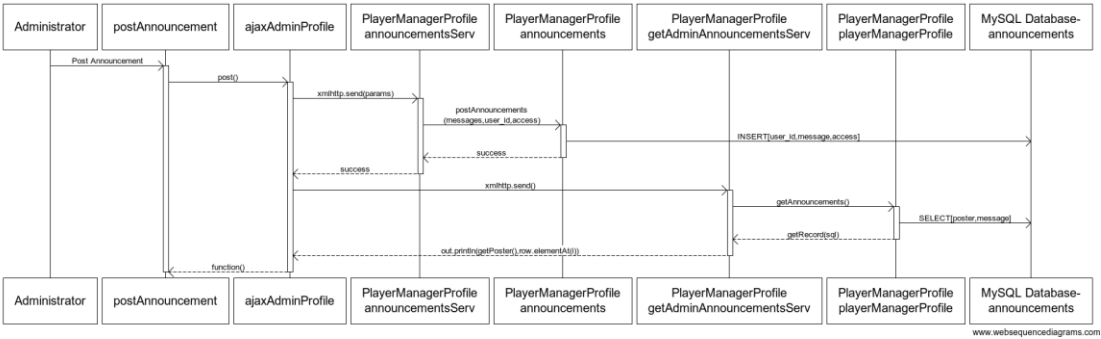 Administrator
postAnnouncement
ajaxAdminProfile
PlayerManagerProfile
announcementsServ
PlayerManagerProfile
announcements
PlayerManagerProfile
getAdminAnnouncementsServ
PlayerManagerProfile
playerManagerProfile
MySQL Database-
announcements
Post Announcement
post()
xmlhttp.send(params)
postAnnouncements
(messages,user_id,access)
INSERT[user_id,message,access]
success
success
xmlhttp.send()
getAnnouncements()
SELECT[poster,message]
getRecord(sql)
out.println(getPoster(),row.elementAt(i))
function()
Administrator
postAnnouncement
ajaxAdminProfile
PlayerManagerProfile
announcementsServ
PlayerManagerProfile
announcements
PlayerManagerProfile
getAdminAnnouncementsServ
PlayerManagerProfile
playerManagerProfile
MySQL Database-
announcements
www.websequencediagrams.com